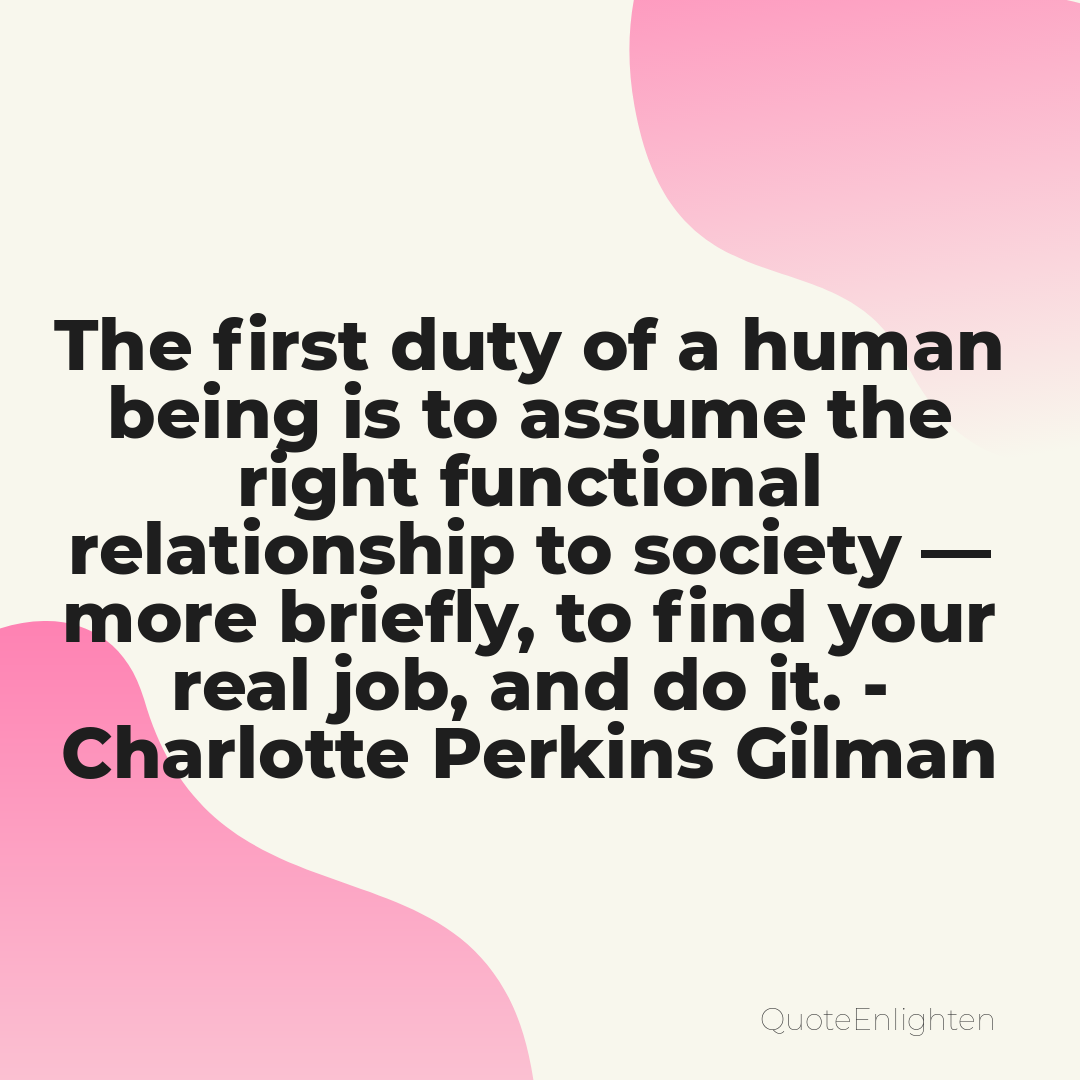 The first duty of a human
being is to assume the
right functional
relationship to society —
more briefly, to find your
real job, and do it. -
Charlotte Perkins Gilman
QuoteEnlighten